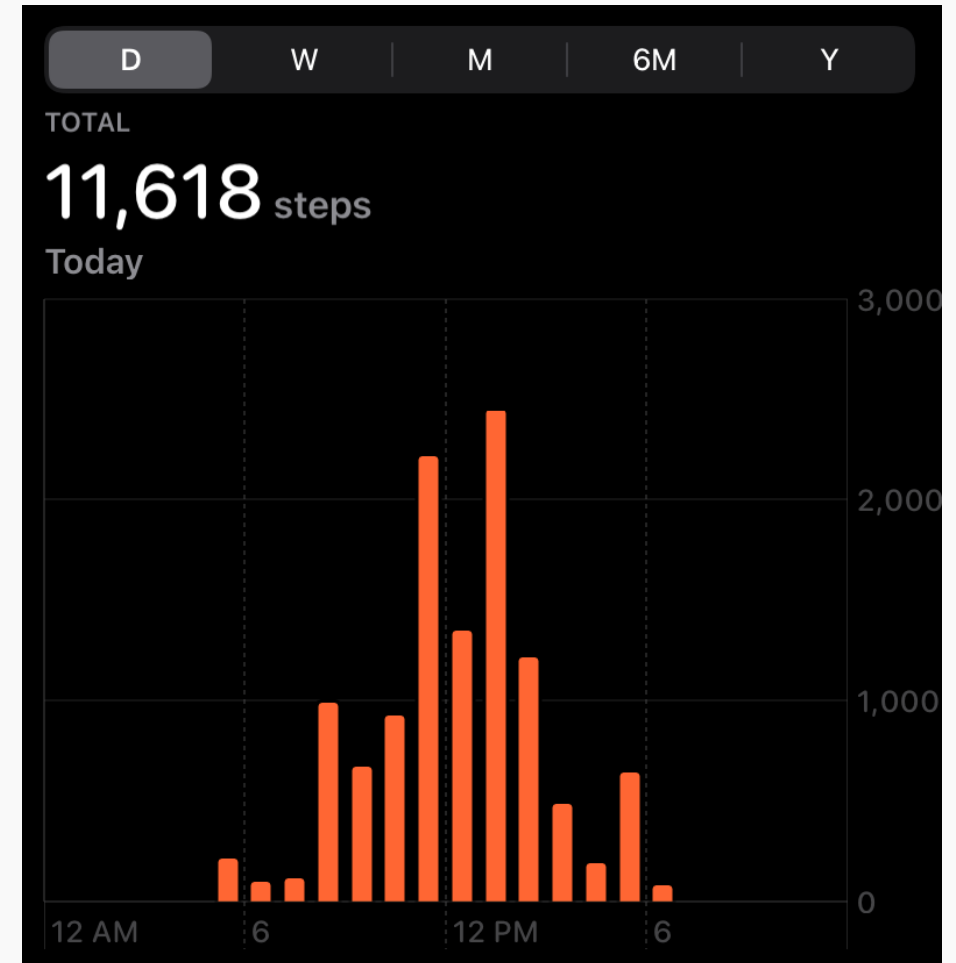 D W M 6M Y
TOTAL
11,618 steps
Today
3,000
2,000
1,000
0
12 AM 6 12 PM 6